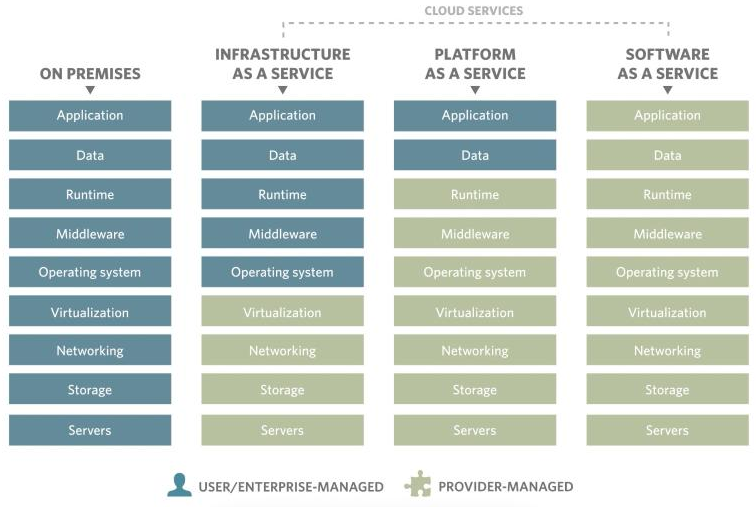 CLOUD SERVICES
ON PREMISES
INFRASTRUCTURE
AS A SERVICE
PLATFORM
AS A SERVICE
SOFTWARE
AS A SERVICE
Application
Data
Runtime
Middleware
Operating system
Virtualization
Networking
Storage
Servers
Application
Data
Runtime
Middleware
Operating system
Virtualization
Networking
Storage
Servers
Application
Data
Runtime
Middleware
Operating system
Virtualization
Networking
Storage
Servers
Application
Data
Runtime
Middleware
Operating system
Virtualization
Networking
Storage
Servers
USER/ENTERPRISE-MANAGED
PROVIDER-MANAGED